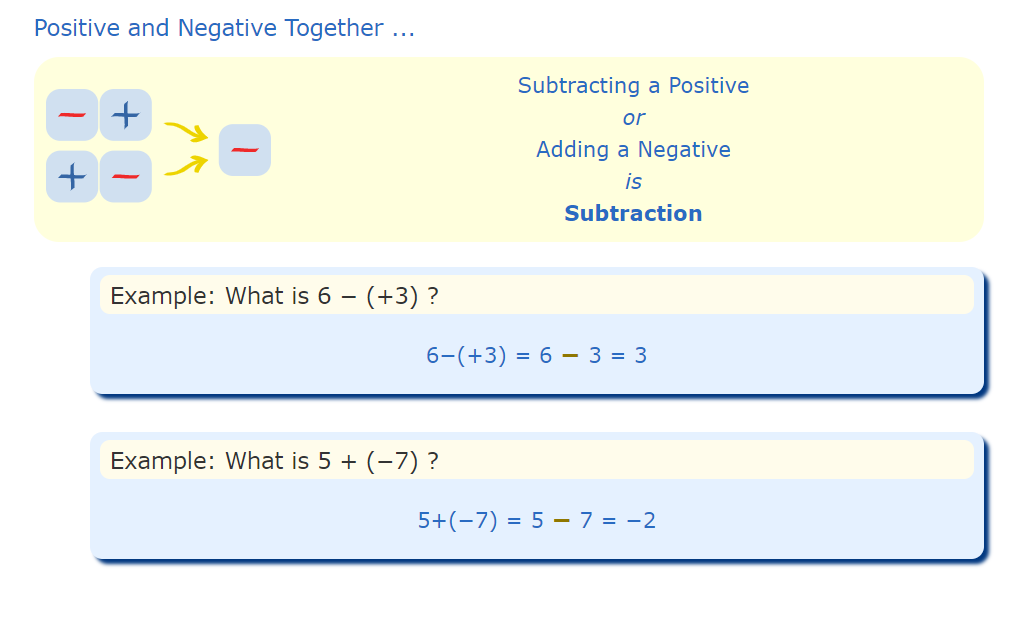 Positive and Negative Together ...
− +
+ −
−
Subtracting a Positive
or
Adding a Negative
is
Subtraction
Example: What is 6 − (+3) ?
6−(+3) = 6 − 3 = 3
Example: What is 5 + (−7) ?
5+(−7) = 5 − 7 = −2